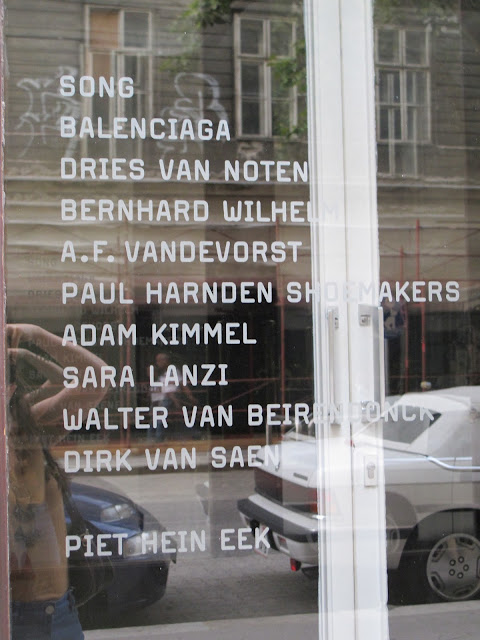 SONG
BALENCIAGA
DRIES VAN NOTEN
BERNHARD WILHELM
A.F. VANDEVORST
PAUL HARNDEN SHOEMAKERS
ADAM KIMMEL
SARA LANZI
WALTER VAN BEIRENDONCK
DIRK VAN SAEN
PIET HEIN EEK